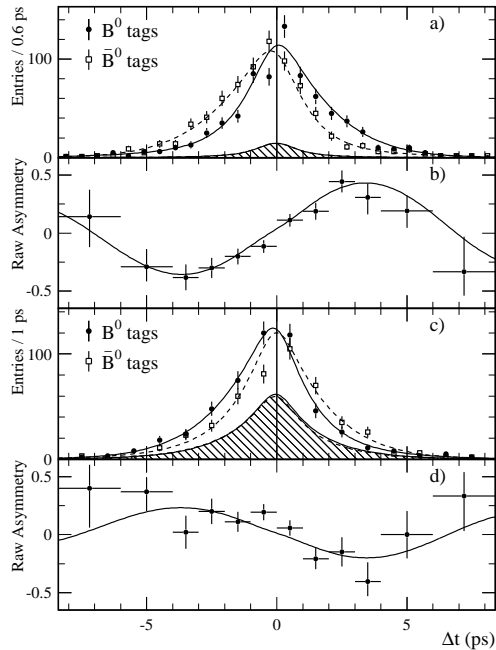 Entries / 0.6 ps
a)
B⁰ tags
B̄⁰ tags
100
0
Raw Asymmetry
b)
0.5
0
-0.5
Entries / 1 ps
c)
B⁰ tags
B̄⁰ tags
100
0
Raw Asymmetry
d)
0.5
0
-0.5
-5 0 5
Δt (ps)